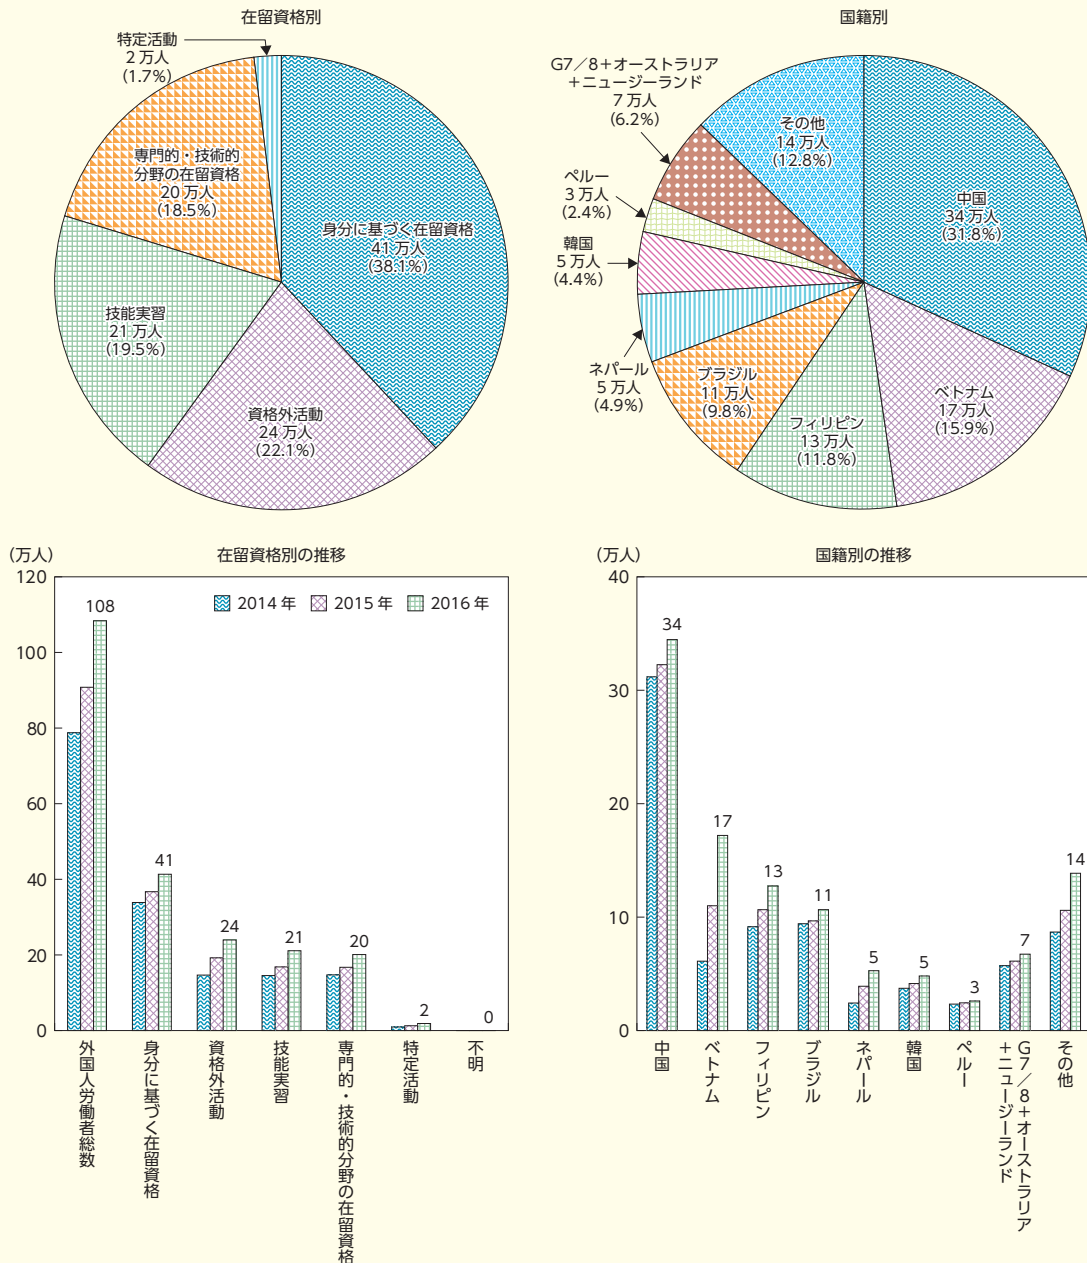 在留資格別
特定活動
2 万人
(1.7%)
専門的・技術的
分野の在留資格
20 万人
(18.5%)
身分に基づく在留資格
41 万人
(38.1%)
技能実習
21 万人
(19.5%)
資格外活動
24 万人
(22.1%)
国籍別
G7/8+オーストラリア
+ニュージーランド
7 万人
(6.2%)
その他
14 万人
(12.8%)
ペルー
3 万人
(2.4%)
中国
34 万人
(31.8%)
韓国
5 万人
(4.4%)
ネパール
5 万人
(4.9%)
ブラジル
11 万人
(9.8%)
フィリピン
13 万人
(11.8%)
ベトナム
17 万人
(15.9%)
(万人)
在留資格別の推移
120
100
80
60
40
20
0
2014 年
2015 年
2016 年
108
41
24
21
20
2
0
外国人労働者総数
身分に基づく在留資格
資格外活動
技能実習
専門的・技術的分野の在留資格
特定活動
不明
(万人)
国籍別の推移
40
30
20
10
0
34
17
13
11
5
5
3
7
14
中国
ベトナム
フィリピン
ブラジル
ネパール
韓国
ペルー
G7/8+オーストラリア
+ニュージーランド
その他